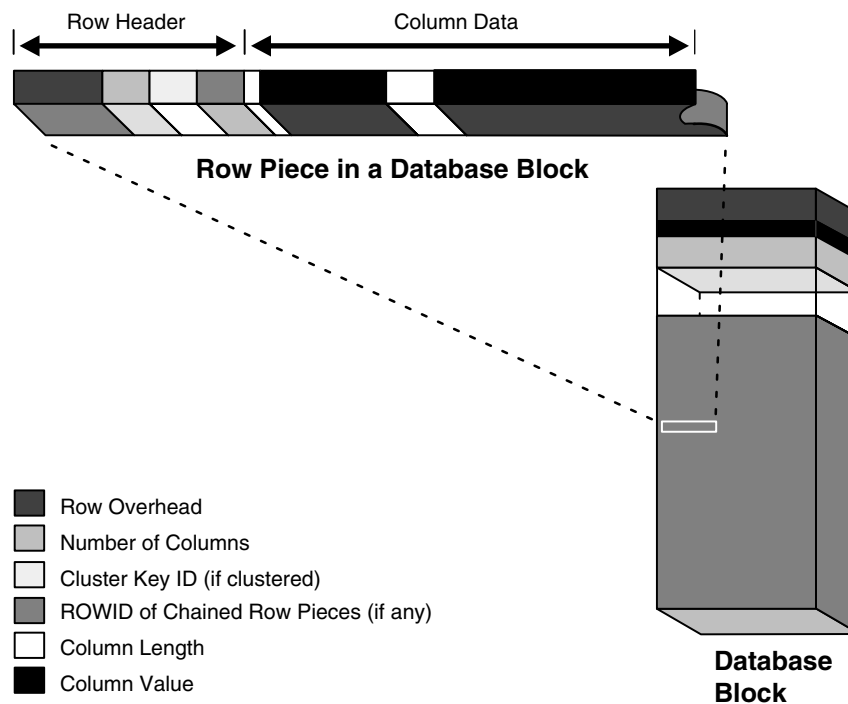 Row Header
Column Data
Row Piece in a Database Block
Row Overhead
Number of Columns
Cluster Key ID (if clustered)
ROWID of Chained Row Pieces (if any)
Column Length
Column Value
Database
Block